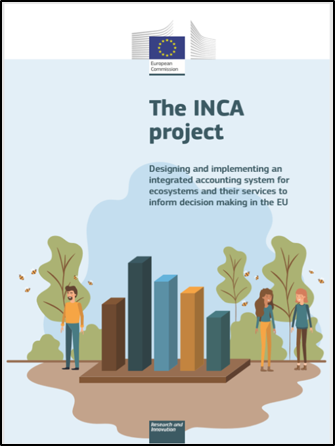 European
Commission
The INCA
project
Designing and implementing an
integrated accounting system for
ecosystems and their services to
inform decision making in the EU
Research and
Innovation